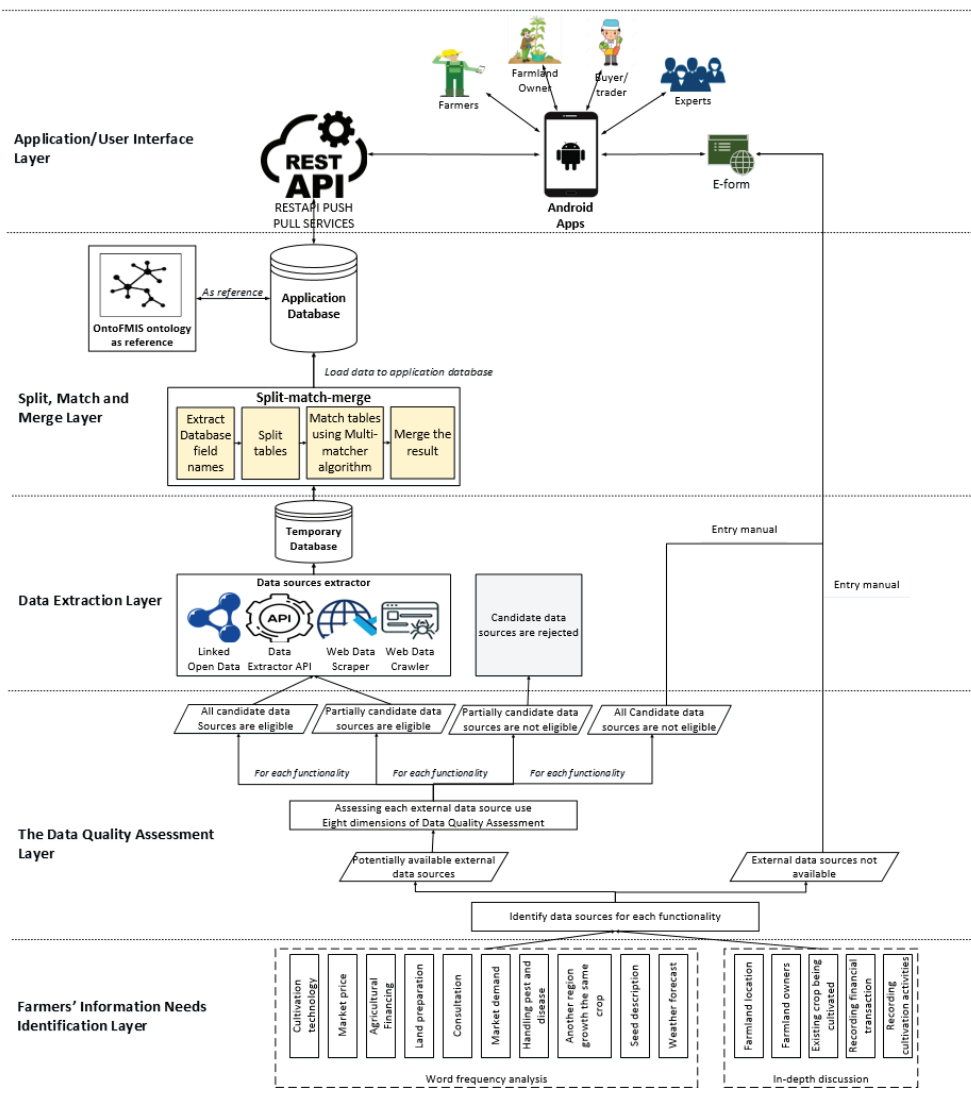 Farmers
Farmland
Owner
Buyer/
trader
Experts
Application/User Interface
Layer
REST
API
RESTAPI PUSH
PULL SERVICES
Android
Apps
E-form
OntoFMIS ontology
as reference
As reference
Application
Database
Load data to application database
Split, Match and
Merge Layer
Split-match-merge
Extract
Database
field
names
Split
tables
Match tables
using Multi-
matcher
algorithm
Merge the
result
Temporary
Database
Entry manual
Entry manual
Data Extraction Layer
Data sources extractor
API
Linked
Open Data
Data
Extractor API
Web Data
Scraper
Web Data
Crawler
Candidate data
sources are rejected
All candidate data
Sources are eligible
Partially candidate data
sources are eligible
Partially candidate data
sources are not eligible
All Candidate data
sources are not eligible
For each functionality
For each functionality
For each functionality
Assessing each external data source use
Eight dimensions of Data Quality Assessment
The Data Quality Assessment
Layer
Potentially available external
data sources
External data sources not
available
Identify data sources for each functionality
Farmers' Information Needs
Identification Layer
Cultivation
technology
Market price
Agricultural
Financing
Land preparation
Consultation
Market demand
Handling pest and
disease
Another region
growth the same
crop
Seed description
Weather forecast
Word frequency analysis
Farmland location
Farmland owners
Existing crop being
cultivated
Recording financial
transaction
Recording
cultivation activities
In-depth discussion